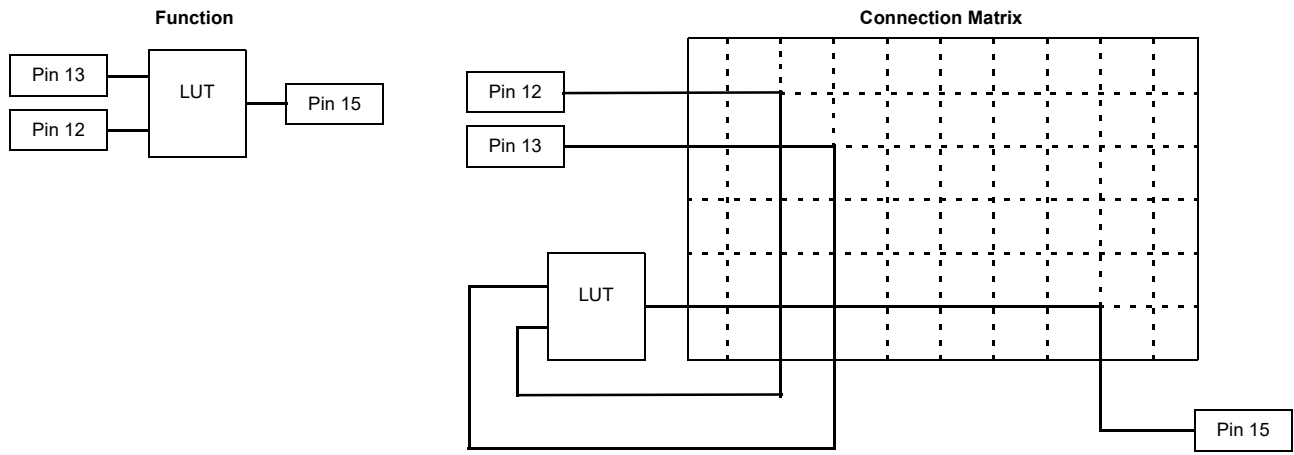 Function
Pin 13
Pin 12
LUT
Pin 15
Connection Matrix
Pin 12
Pin 13
LUT
Pin 15